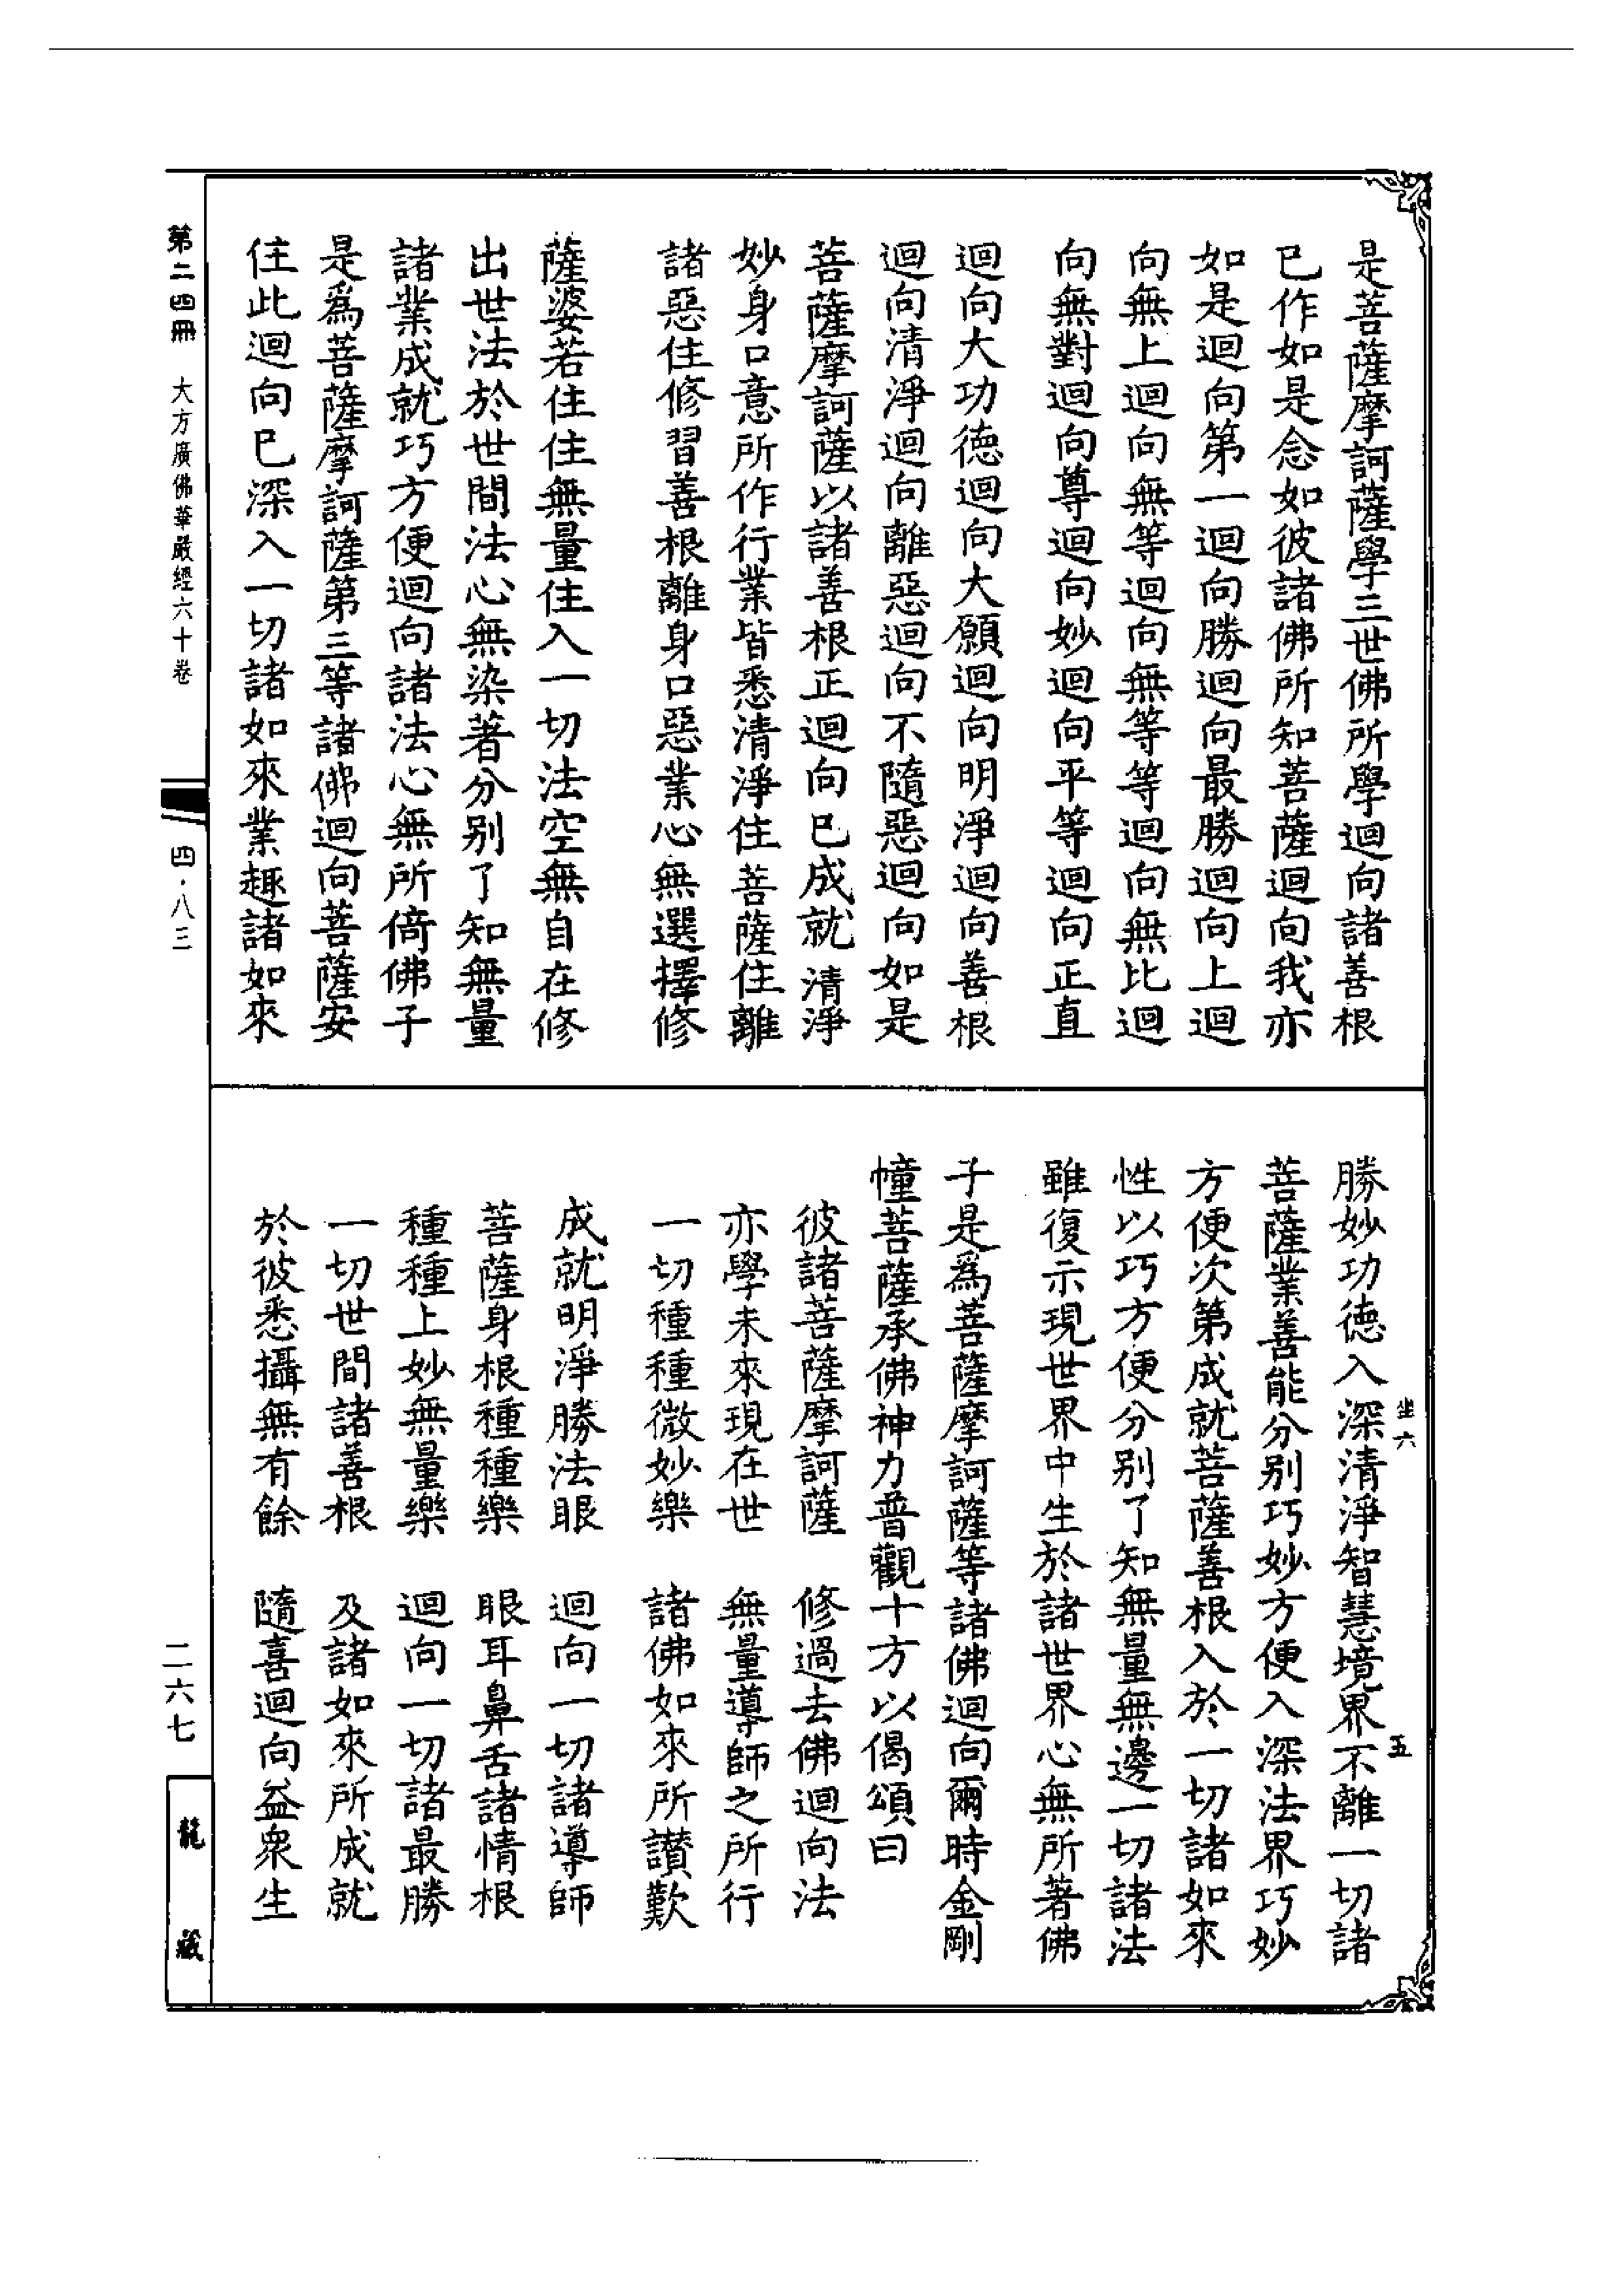 是菩薩摩訶薩學三世佛所學迴向諸善根
已作如是念如彼諸佛所知菩薩迴向我亦
如是迴向第一迴向勝迴向最勝迴向上迴
向無上迴向無等迴向無等等迴向無比迴
向無對迴向尊迴向妙迴向平等迴向正直
迴向大功德迴向大願迴向明淨迴向善根
迴向清淨迴向離惡迴向不隨惡迴向如是
菩薩摩訶薩以諸善根正迴向已成就清淨
妙身口意所作行業皆悉清淨住菩薩住離
諸惡住修習善根離身口惡業心無選擇修
薩婆若住住無量住入一切法空無自在修
出世法於世間法心無染著分别了知無量
諸業成就巧方便迴向諸法心無所倚佛子
是爲菩薩摩訶薩第三等諸佛迴向菩薩安
住此迴向已深入一切諸如來業趣諸如來
勝妙功德入深清淨智慧境界不離一切諸
菩薩業善能分别巧妙方便入深法界巧妙
方便次第成就菩薩善根入於一切諸如來
性以巧方便分别了知無量無邊一切諸法
雖復示現世界中生於諸世界心無所著佛
子是爲菩薩摩訶薩等諸佛迴向爾時金剛
幢菩薩承佛神力普觀十方以偈頌曰
彼諸菩薩摩訶薩　修過去佛迴向法
亦學未來現在世　無量導師之所行
一切種種微妙樂　諸佛如來所讚歎
成就明淨勝法眼　迴向一切諸導師
菩薩身根種種樂　眼耳鼻舌諸情根
種種上妙無量樂　迴向一切諸最勝
一切世間諸善根　及諸如來所成就
於彼悉攝無有餘　隨喜迴向益衆生
坐六　五
第二四冊　大方廣佛華嚴經六十卷　四·八三
二六七
龍藏